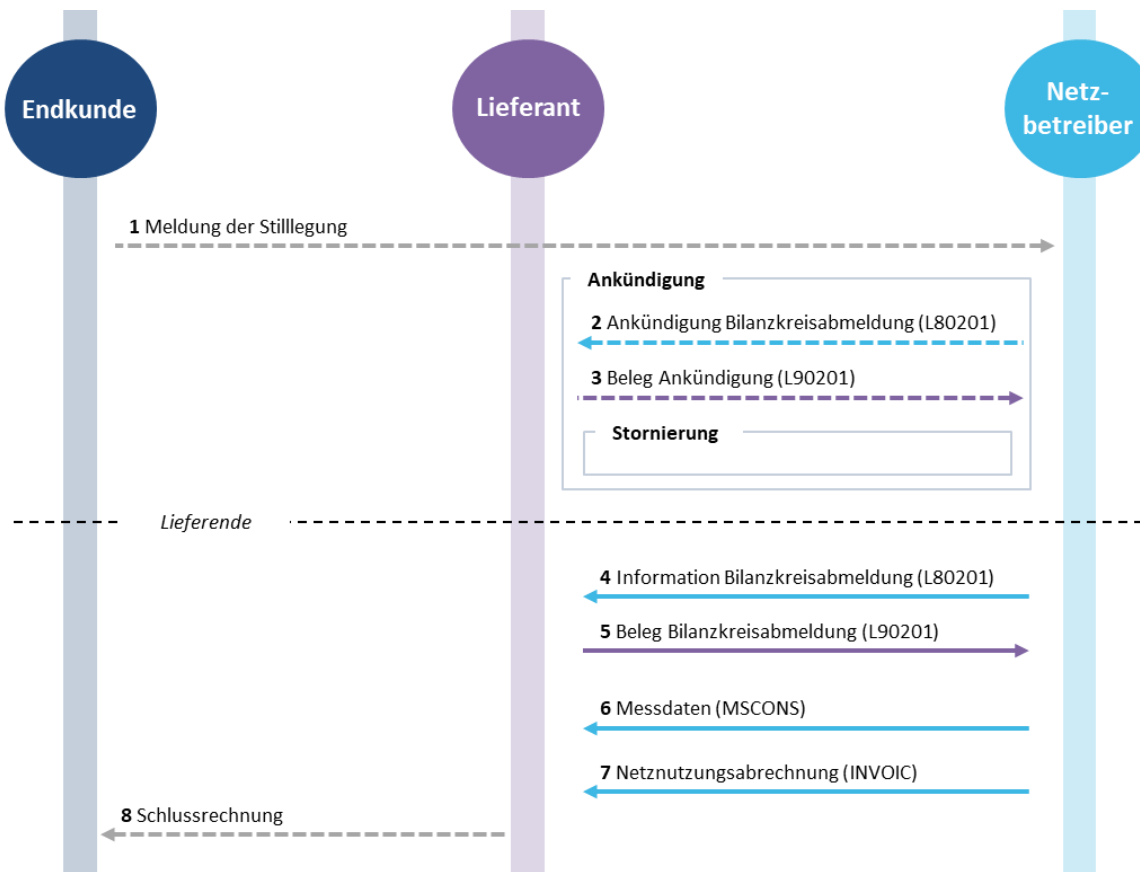 Endkunde
Lieferant
Netz-
betreiber
1 Meldung der Stilllegung
Ankündigung
2 Ankündigung Bilanzkreisabmeldung (L80201)
3 Beleg Ankündigung (L90201)
Stornierung
Lieferende
4 Information Bilanzkreisabmeldung (L80201)
5 Beleg Bilanzkreisabmeldung (L90201)
6 Messdaten (MSCONS)
7 Netznutzungsabrechnung (INVOIC)
8 Schlussrechnung